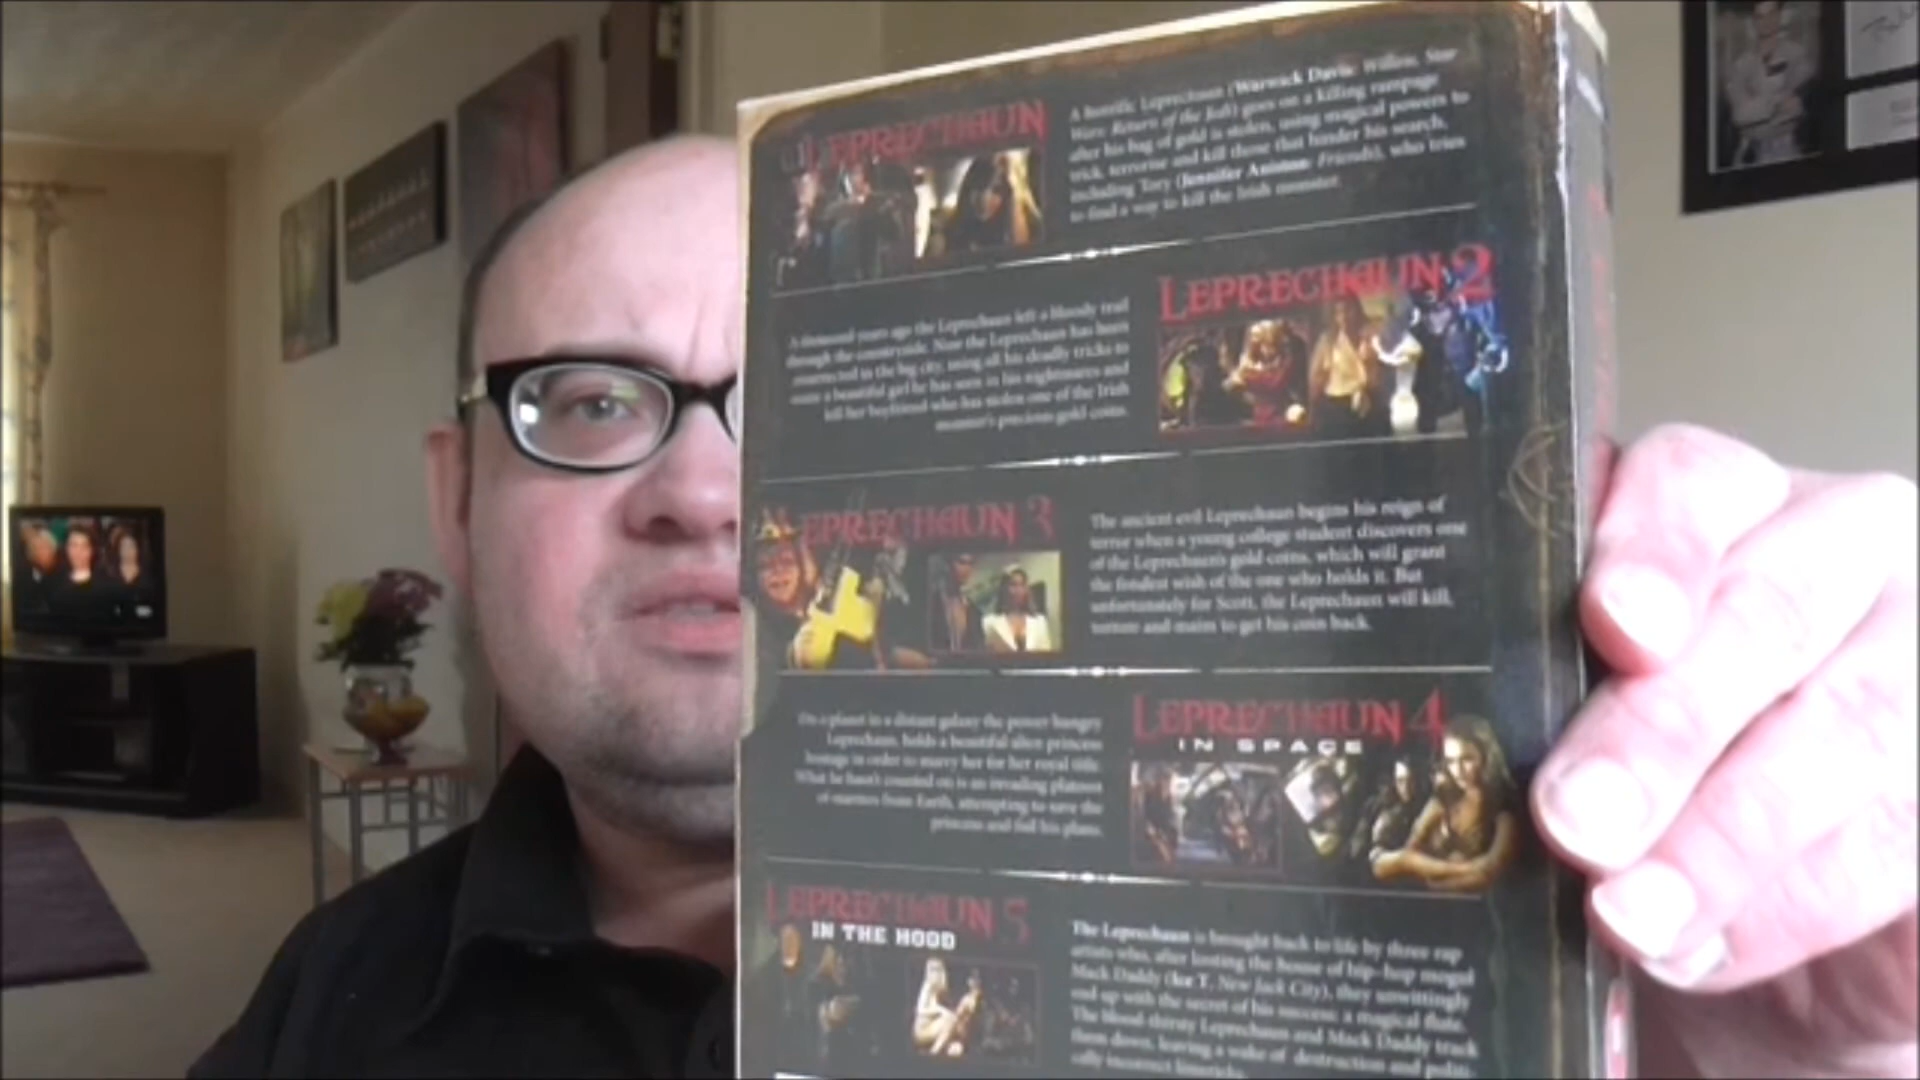 LEPRECHAUN
A horrific Leprechaun (Warwick Davis: Willow, Star
Wars: Return of the Jedi) goes on a killing rampage
after his bag of gold is stolen, using magical powers to
trick, terrorise and kill those that hinder his search,
including Tory (Jennifer Aniston: Friends), who tries
to find a way to kill the Irish monster.
LEPRECHAUN 2
A thousand years ago the Leprechaun left a bloody trail
through the countryside. Now the Leprechaun has been
resurrected in the big city, using all his deadly tricks to
a beautiful girl he has seen in his nightmares and
kill her boyfriend who has stolen one of the Irish
monster's precious gold coins.
LEPRECHAUN 3
The ancient evil Leprechaun begins his reign of
terror when a young college student discovers one
of the Leprechaun's gold coins, which will grant
the fondest wish of the one who holds it. But
unfortunately for Scott, the Leprechaun will kill,
torture and maim to get his coin back.
LEPRECHAUN 4
IN SPACE
On a planet in a distant galaxy the power hungry
Leprechaun, holds a beautiful alien princess
hostage in order to marry her for her royal title.
What he hasn't counted on is an invading platoon
of marines from Earth, attempting to save the
princess and foil his plans.
LEPRECHAUN 5
IN THE HOOD
The Leprechaun is brought back to life by three rap
artists who, after looting the house of hip-hop mogul
Mack Daddy (Ice T, New Jack City), they unwittingly
end up with the secret of his success: a magical flute.
The blood-thirsty Leprechaun and Mack Daddy track
them down, leaving a wake of destruction and politi-
cally incorrect limericks.